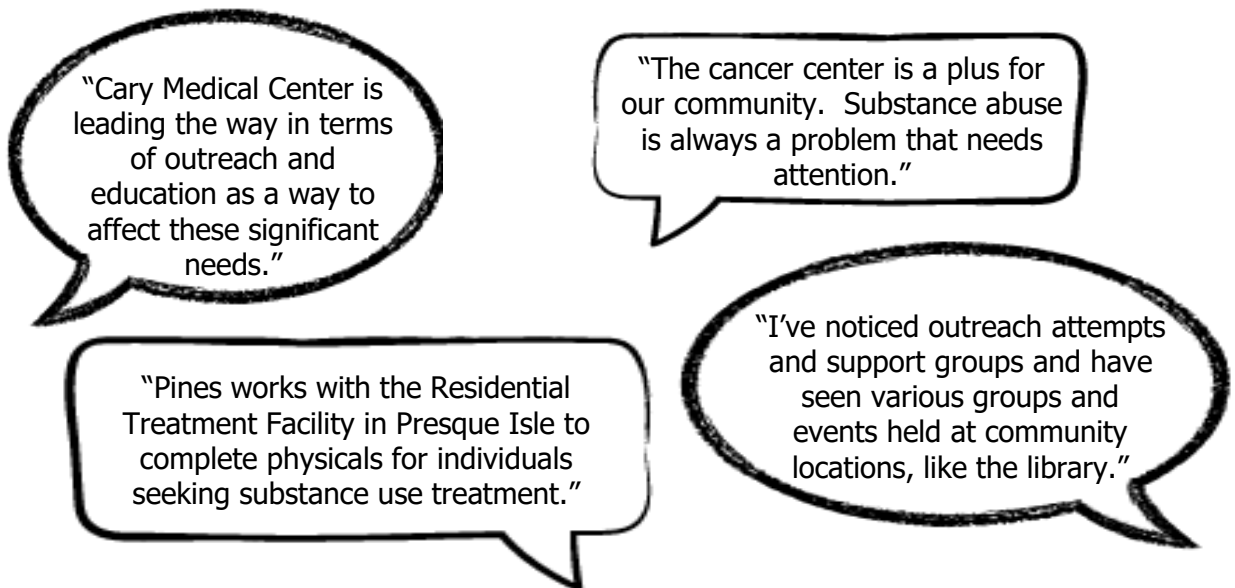 “Cary Medical Center is
leading the way in terms
of outreach and
education as a way to
affect these significant
needs.”
“The cancer center is a plus for
our community.  Substance abuse
is always a problem that needs
attention.”
“Pines works with the Residential
Treatment Facility in Presque Isle to
complete physicals for individuals
seeking substance use treatment.”
“I’ve noticed outreach attempts
and support groups and have
seen various groups and
events held at community
locations, like the library.”